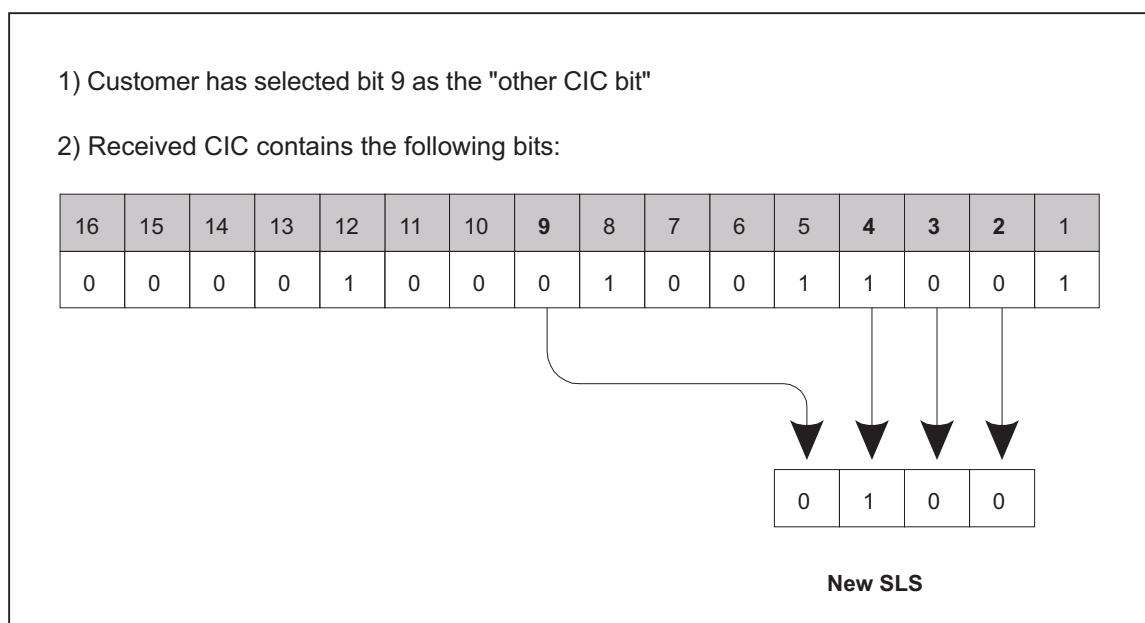 1) Customer has selected bit 9 as the "other CIC bit"
2) Received CIC contains the following bits:
16 15 14 13 12 11 10 9 8 7 6 5 4 3 2 1
0 0 0 0 1 0 0 0 1 0 0 1 1 0 0 1
0 1 0 0
New SLS